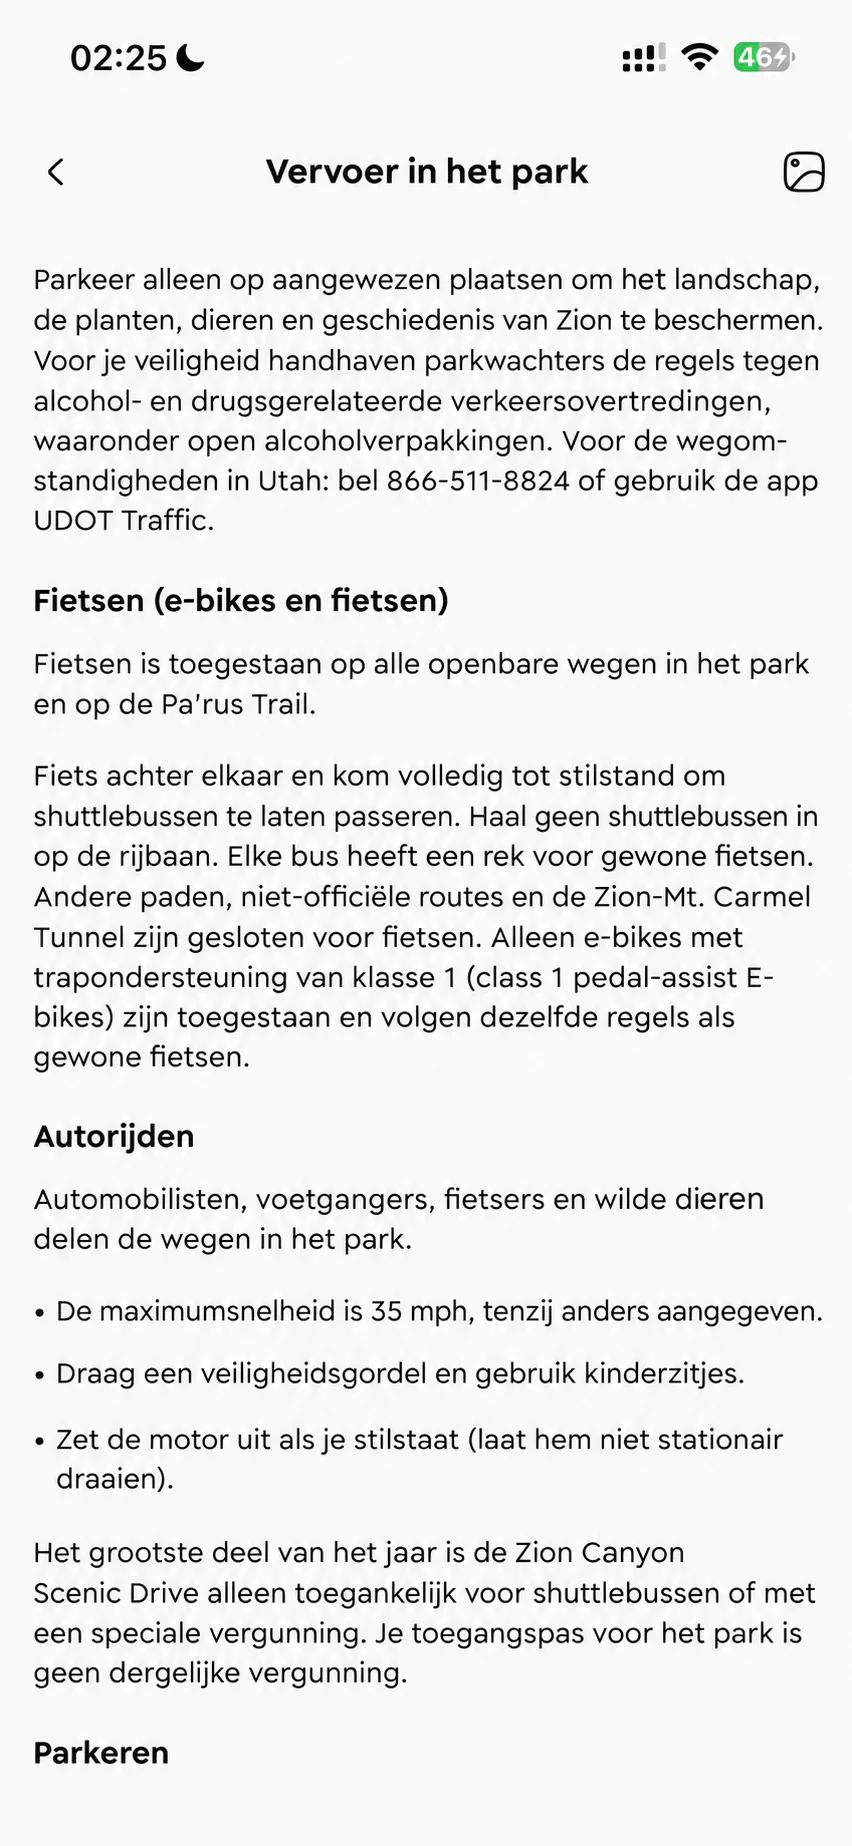 02:25
46
Vervoer in het park
Parkeer alleen op aangewezen plaatsen om het landschap,
de planten, dieren en geschiedenis van Zion te beschermen.
Voor je veiligheid handhaven parkwachters de regels tegen
alcohol- en drugsgerelateerde verkeersovertredingen,
waaronder open alcoholverpakkingen. Voor de wegom-
standigheden in Utah: bel 866-511-8824 of gebruik de app
UDOT Traffic.
Fietsen (e-bikes en fietsen)
Fietsen is toegestaan op alle openbare wegen in het park
en op de Pa'rus Trail.
Fiets achter elkaar en kom volledig tot stilstand om
shuttlebussen te laten passeren. Haal geen shuttlebussen in
op de rijbaan. Elke bus heeft een rek voor gewone fietsen.
Andere paden, niet-officiële routes en de Zion-Mt. Carmel
Tunnel zijn gesloten voor fietsen. Alleen e-bikes met
trapondersteuning van klasse 1 (class 1 pedal-assist E-
bikes) zijn toegestaan en volgen dezelfde regels als
gewone fietsen.
Autorijden
Automobilisten, voetgangers, fietsers en wilde dieren
delen de wegen in het park.
• De maximumsnelheid is 35 mph, tenzij anders aangegeven.
• Draag een veiligheidsgordel en gebruik kinderzitjes.
• Zet de motor uit als je stilstaat (laat hem niet stationair
draaien).
Het grootste deel van het jaar is de Zion Canyon
Scenic Drive alleen toegankelijk voor shuttlebussen of met
een speciale vergunning. Je toegangspas voor het park is
geen dergelijke vergunning.
Parkeren